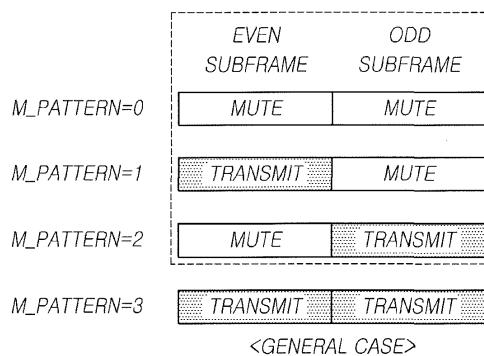 EVEN SUBFRAME ODD SUBFRAME
M_PATTERN=0 MUTE MUTE
M_PATTERN=1 TRANSMIT MUTE
M_PATTERN=2 MUTE TRANSMIT
M_PATTERN=3 TRANSMIT TRANSMIT
<GENERAL CASE>